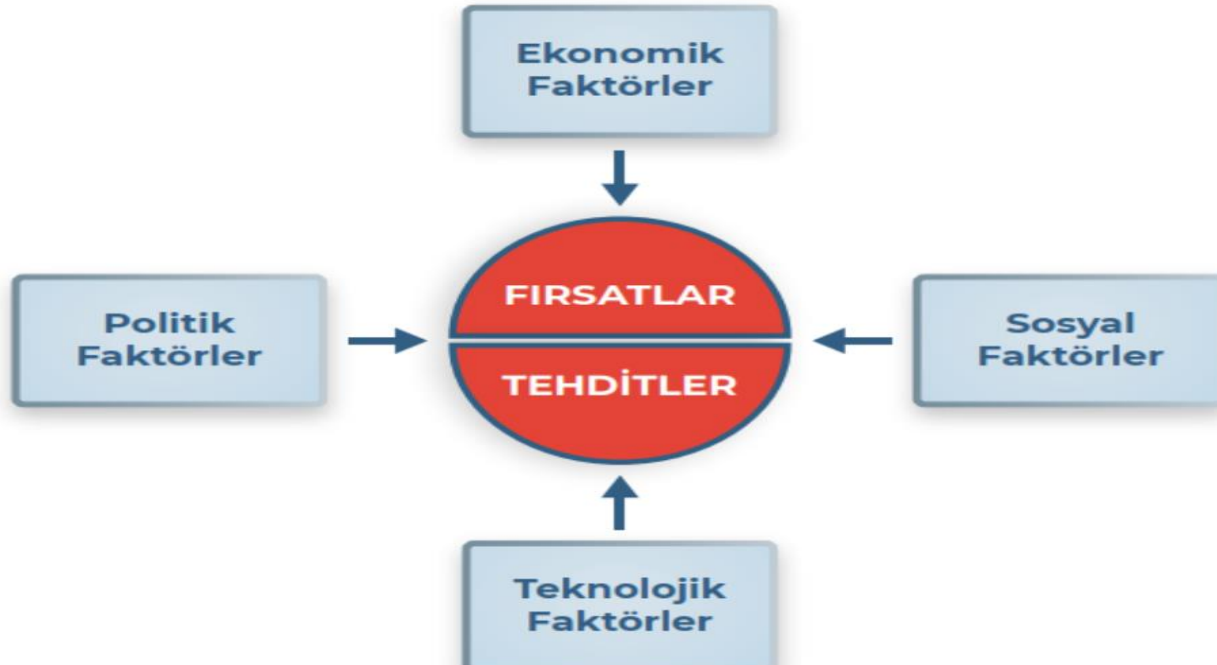 Ekonomik
Faktörler
FIRSATLAR
Politik
Faktörler
Sosyal
Faktörler
TEHDİTLER
Teknolojik
Faktörler